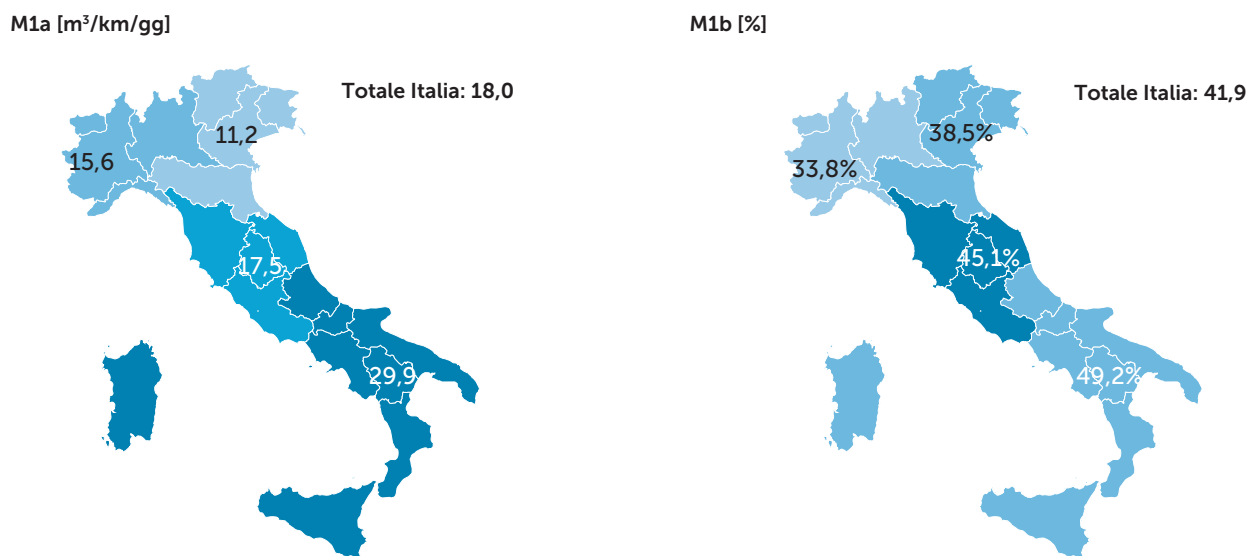 M1a [m³/km/gg]
Totale Italia: 18,0
11,2
15,6
17,5
29,9
M1b [%]
Totale Italia: 41,9
38,5%
33,8%
45,1%
49,2%